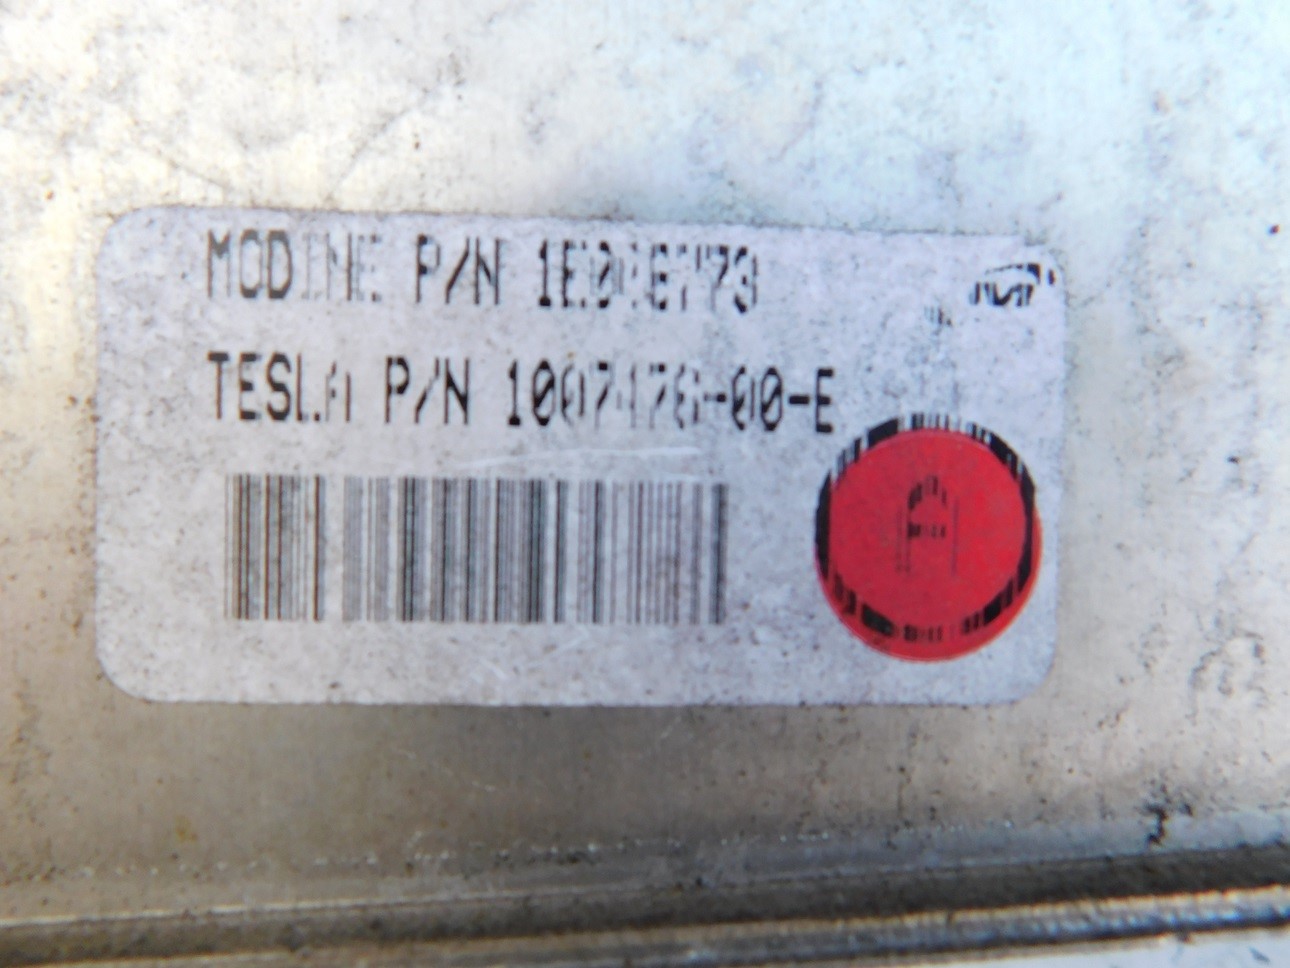 MODINE P/N
TESLA P/N 1007476-00-E
A